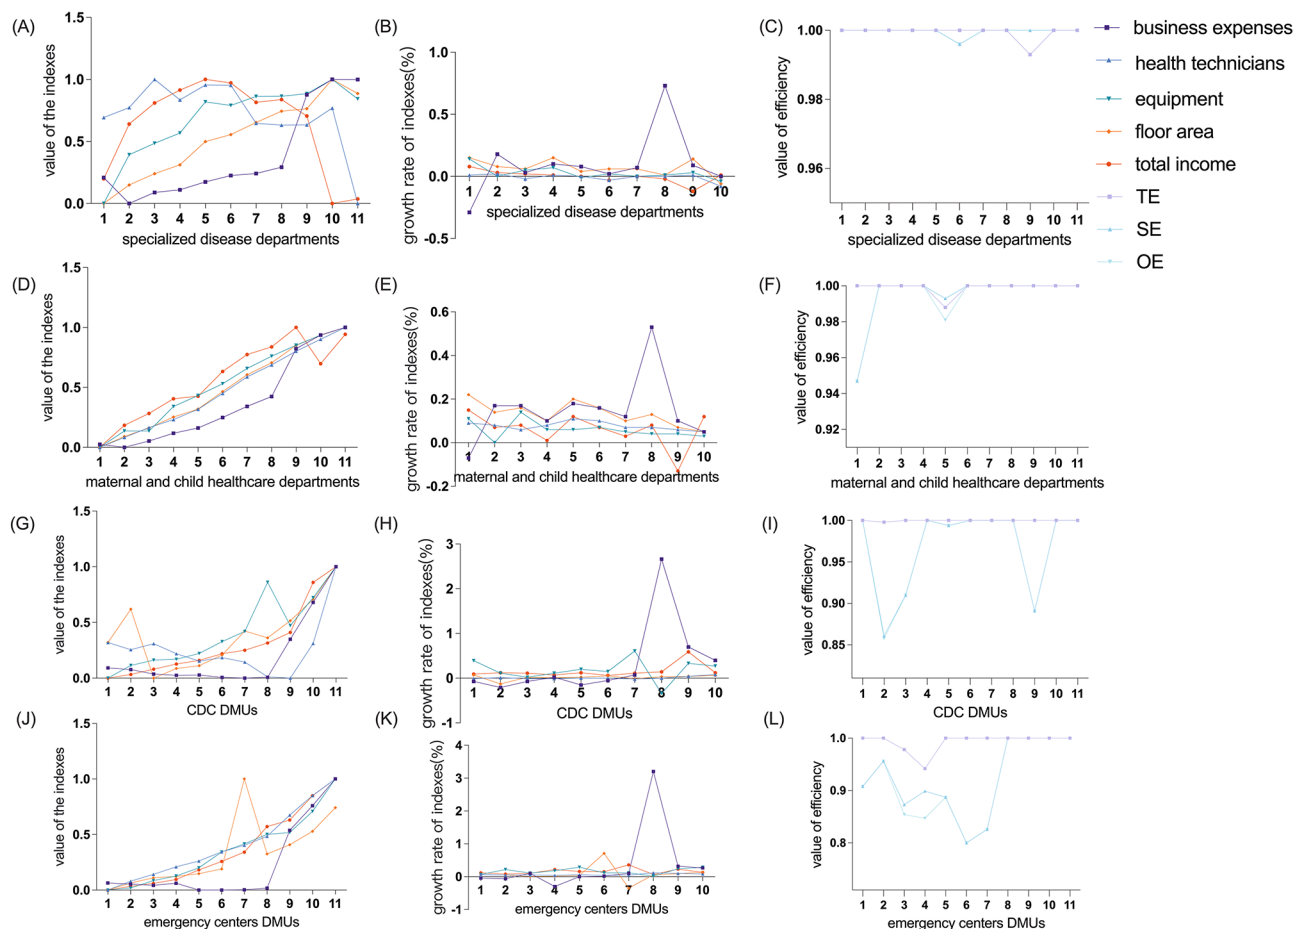 (A)
value of the indexes
1.5
1.0
0.5
0.0
1 2 3 4 5 6 7 8 9 10 11
specialized disease departments
(B)
growth rate of indexes(%)
1.0
0.5
0.0
-0.5
1 2 3 4 5 6 7 8 9 10
specialized disease departments
(C)
value of efficiency
1.00
0.98
0.96
1 2 3 4 5 6 7 8 9 10 11
specialized disease departments
business expenses
health technicians
equipment
floor area
total income
TE
SE
OE
(D)
value of the indexes
1.5
1.0
0.5
0.0
1 2 3 4 5 6 7 8 9 10 11
maternal and child healthcare departments
(E)
growth rate of indexes(%)
0.6
0.4
0.2
0.0
-0.2
1 2 3 4 5 6 7 8 9 10
maternal and child healthcare departments
(F)
value of efficiency
1.00
0.98
0.96
0.94
0.92
1 2 3 4 5 6 7 8 9 10 11
maternal and child healthcare departments
(G)
value of the indexes
1.5
1.0
0.5
0.0
1 2 3 4 5 6 7 8 9 10 11
CDC DMUs
(H)
growth rate of indexes(%)
3
2
1
0
-1
1 2 3 4 5 6 7 8 9 10
CDC DMUs
(I)
value of efficiency
1.00
0.95
0.90
0.85
1 2 3 4 5 6 7 8 9 10 11
CDC DMUs
(J)
value of the indexes
1.5
1.0
0.5
0.0
1 2 3 4 5 6 7 8 9 10 11
emergency centers DMUs
(K)
growth rate of indexes(%)
4
3
2
1
0
-1
1 2 3 4 5 6 7 8 9 10
emergency centers DMUs
(L)
value of efficiency
1.0
0.9
0.8
1 2 3 4 5 6 7 8 9 10 11
emergency centers DMUs